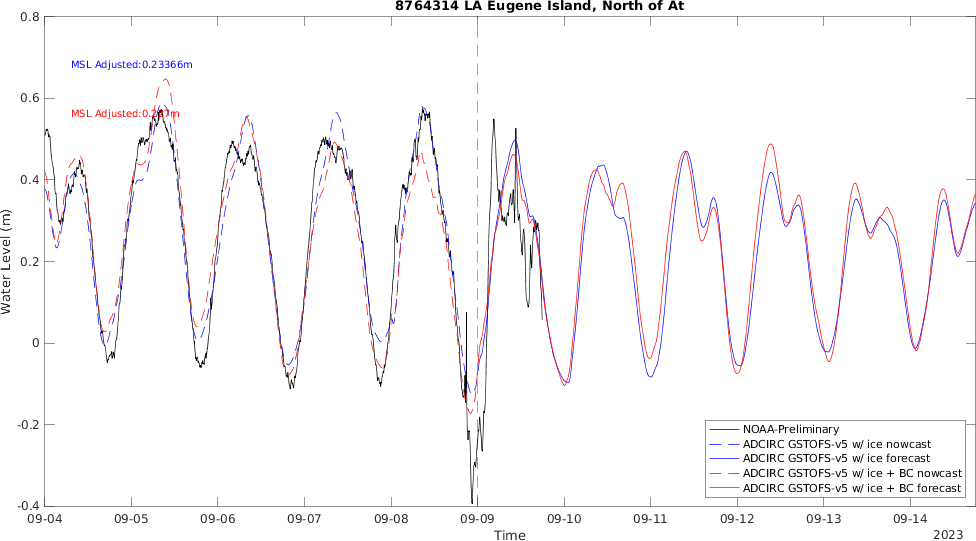 8764314 LA Eugene Island, North of At
0.8
0.6
0.4
0.2
0
-0.2
-0.4
Water Level (m)
MSL Adjusted:0.23366m
MSL Adjusted:
NOAA-Preliminary
ADCIRC GSTOFS-v5 w/ ice nowcast
ADCIRC GSTOFS-v5 w/ ice forecast
ADCIRC GSTOFS-v5 w/ ice + BC nowcast
ADCIRC GSTOFS-v5 w/ ice + BC forecast
09-04 09-05 09-06 09-07 09-08 09-09 09-10 09-11 09-12 09-13 09-14
Time
2023